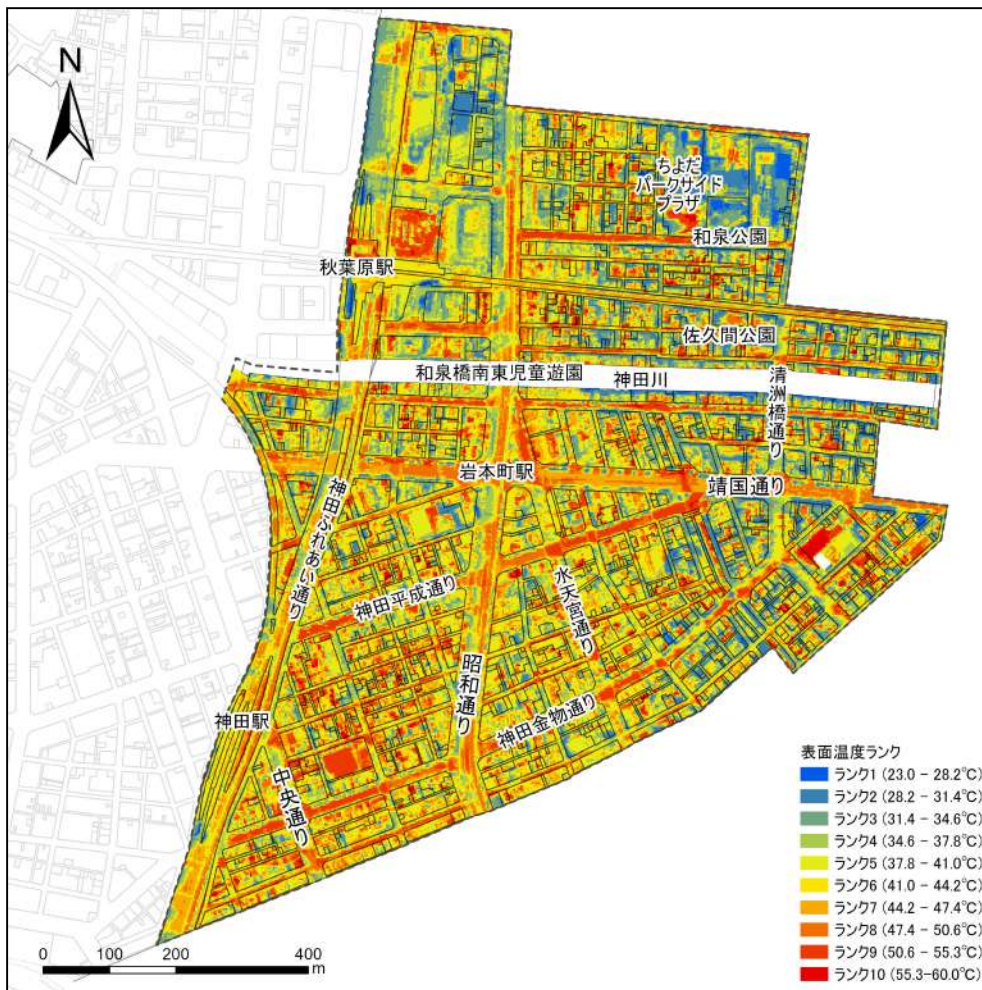 N
ちよだ
パークサイド
プラザ
和泉公園
秋葉原駅
佐久間公園
和泉橋南東児童遊園
神田川
清洲橋通り
岩本町駅
靖国通り
神田ふれあい通り
神田平成通り
水天宮通り
昭和通り
神田駅
神田金物通り
中央通り
表面温度ランク
ランク1 (23.0 - 28.2℃)
ランク2 (28.2 - 31.4℃)
ランク3 (31.4 - 34.6℃)
ランク4 (34.6 - 37.8℃)
ランク5 (37.8 - 41.0℃)
ランク6 (41.0 - 44.2℃)
ランク7 (44.2 - 47.4℃)
ランク8 (47.4 - 50.6℃)
ランク9 (50.6 - 55.3℃)
ランク10 (55.3-60.0℃)
0 100 200 400
m